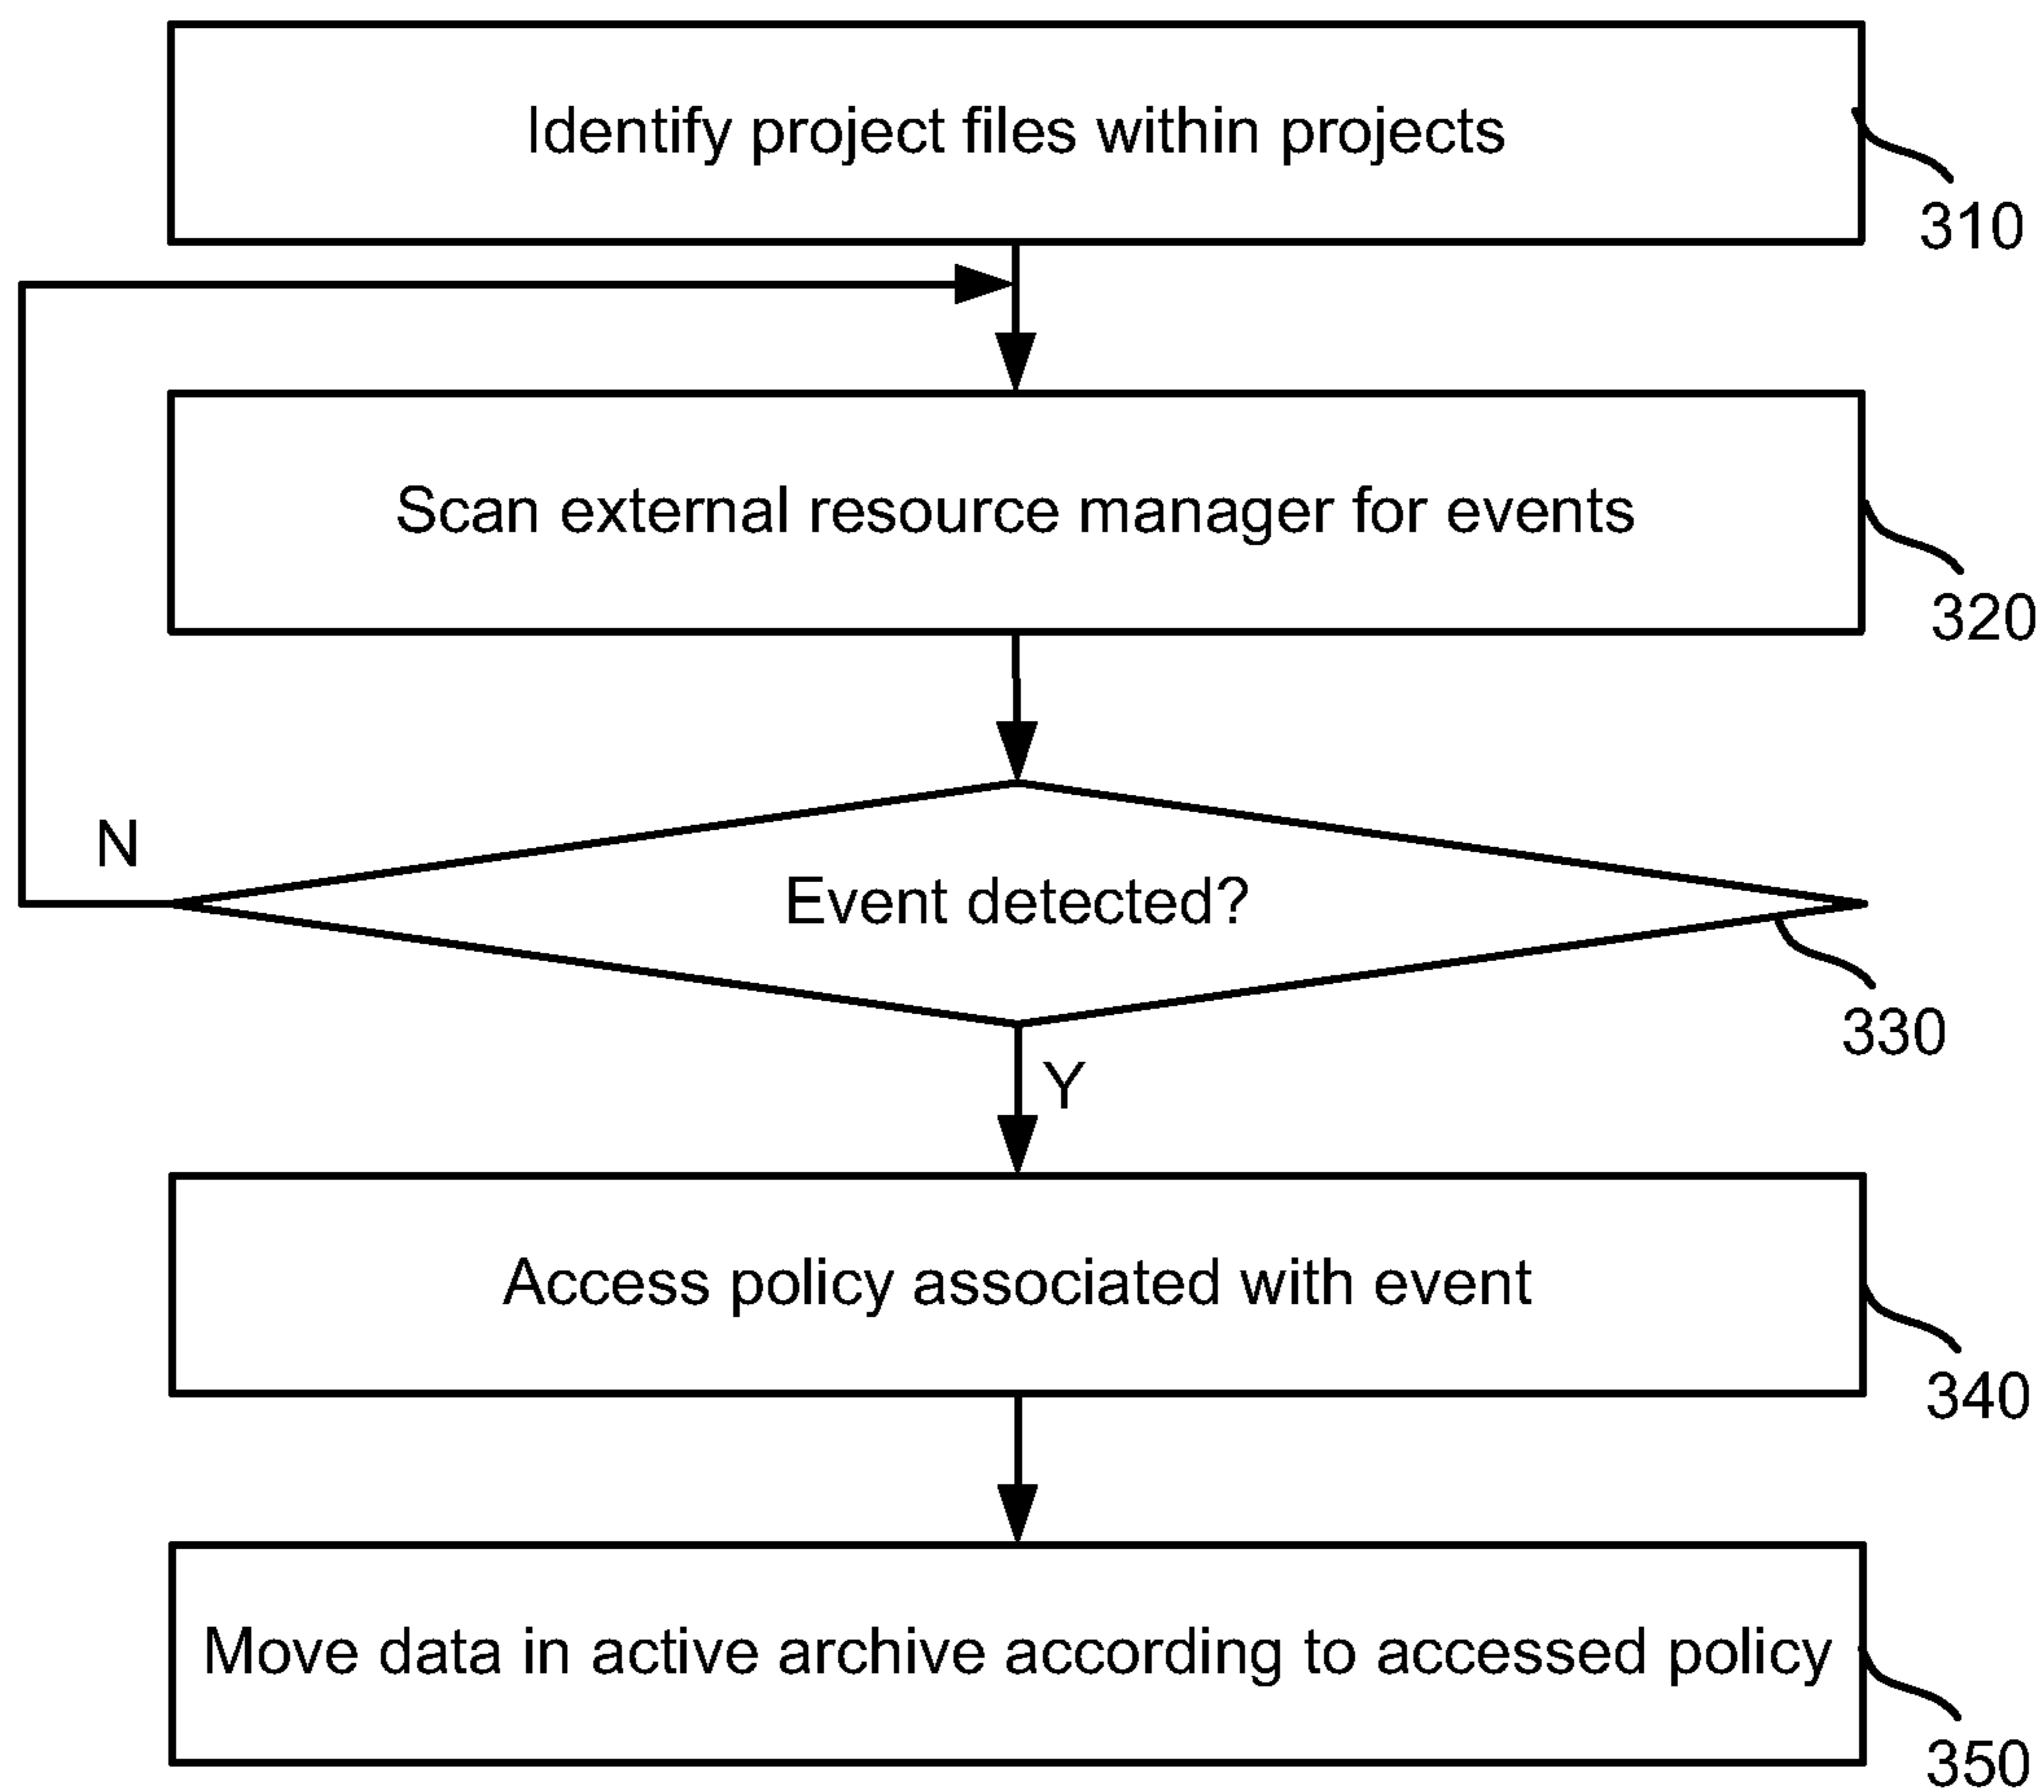 Identify project files within projects
310
Scan external resource manager for events
320
N
Event detected?
330
Y
Access policy associated with event
340
Move data in active archive according to accessed policy
350